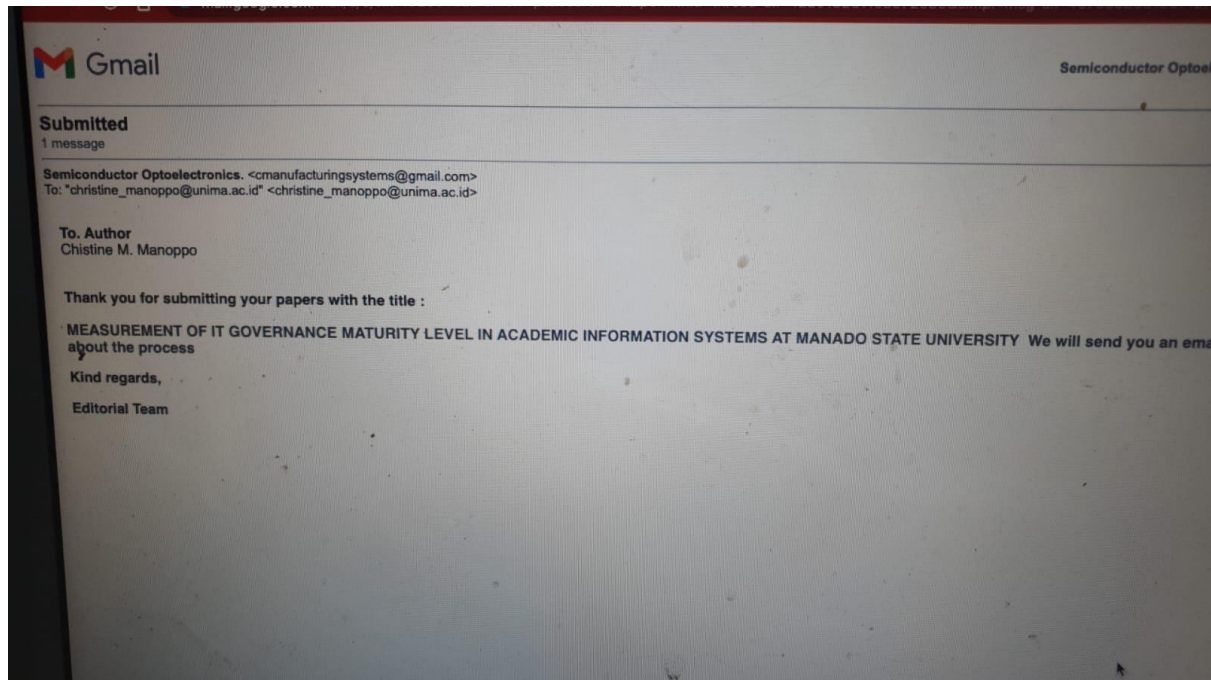 Gmail
Semiconductor
Submitted
1 message
Semiconductor Optoelectronics. <cmanufacturingsystems@gmail.com>
To: "christine_manoppo@unima.ac.id" <christine_manoppo@unima.ac.id>
To. Author
Chistine M. Manoppo
Thank you for submitting your papers with the title :
MEASUREMENT OF IT GOVERNANCE MATURITY LEVEL IN ACADEMIC INFORMATION SYSTEMS AT MANADO STATE UNIVERSITY We will send you an
about the process
Kind regards,
Editorial Team